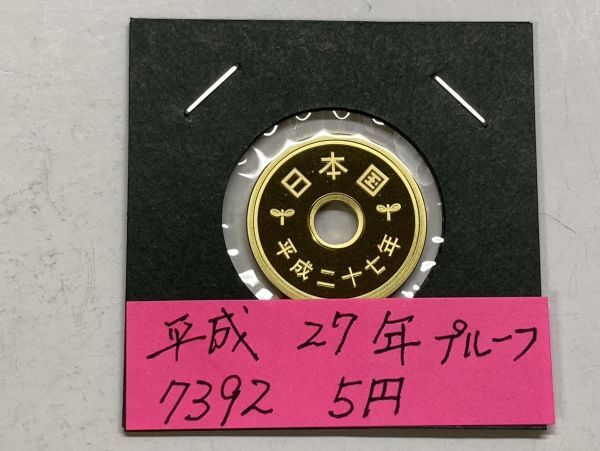 日本国
平成二十七年
平成 27年 プルーフ
7392 5円